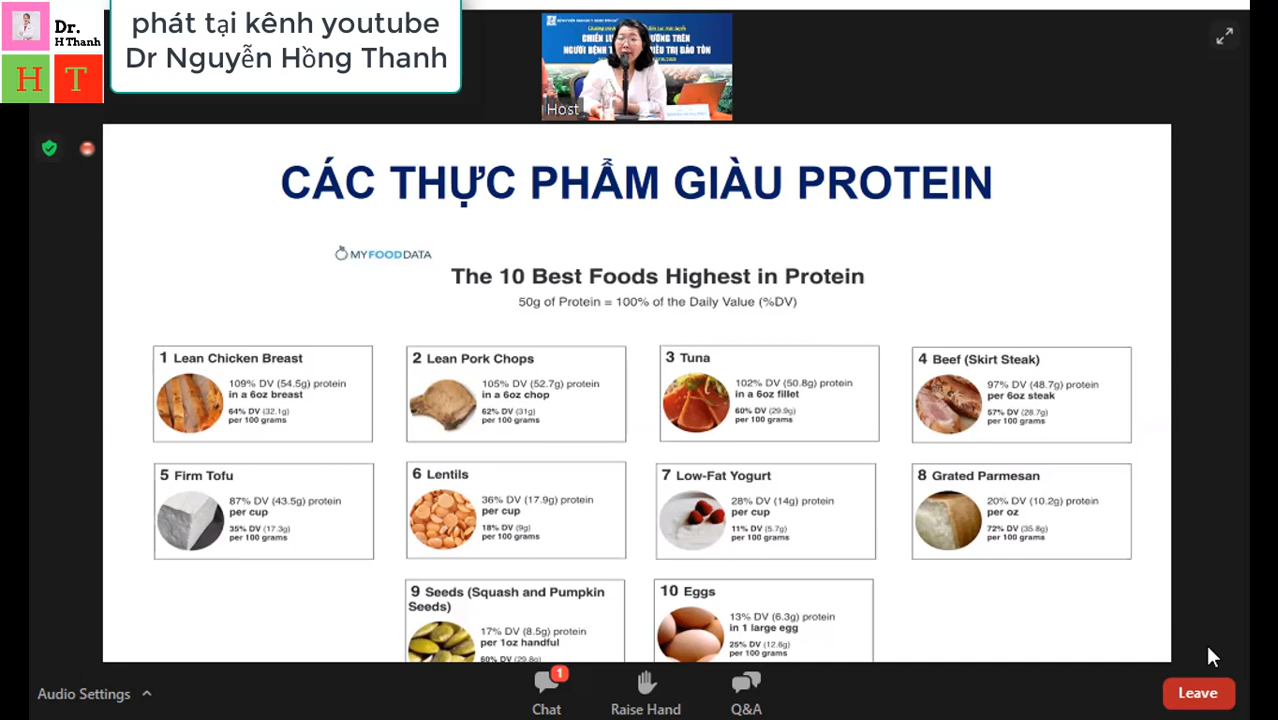 Dr.
H Thanh
H T
phát tại kênh youtube
Dr Nguyễn Hồng Thanh
Host
CÁC THỰC PHẨM GIÀU PROTEIN
MYFOODDATA
The 10 Best Foods Highest in Protein
50g of Protein = 100% of the Daily Value (%DV)
1 Lean Chicken Breast
109% DV (54.5g) protein
in a 6oz breast
64% DV (32.1g)
per 100 grams
2 Lean Pork Chops
105% DV (52.7g) protein
in a 6oz chop
62% DV (31g)
per 100 grams
3 Tuna
102% DV (50.8g) protein
in a 6oz fillet
60% DV (29.9g)
per 100 grams
4 Beef (Skirt Steak)
97% DV (48.7g) protein
per 6oz steak
57% DV (28.7g)
per 100 grams
5 Firm Tofu
87% DV (43.5g) protein
per cup
35% DV (17.3g)
per 100 grams
6 Lentils
36% DV (17.9g) protein
per cup
18% DV (9g)
per 100 grams
7 Low-Fat Yogurt
28% DV (14g) protein
per cup
11% DV (5.7g)
per 100 grams
8 Grated Parmesan
20% DV (10.2g) protein
per oz
72% DV (35.8g)
per 100 grams
9 Seeds (Squash and Pumpkin
Seeds)
17% DV (8.5g) protein
per 1oz handful
60% DV (29.8g)
10 Eggs
13% DV (6.3g) protein
in 1 large egg
25% DV (12.6g)
per 100 grams
Audio Settings
1
Chat
Raise Hand
Q&A
Leave